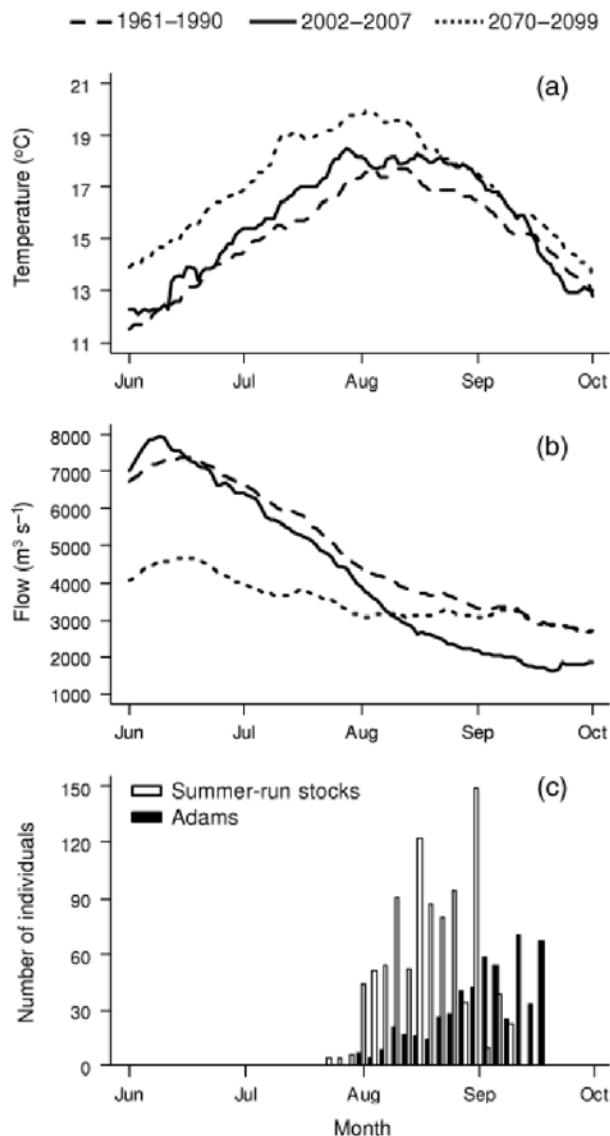 1961–1990 2002–2007 2070–2099
(a)
Temperature (°C)
21
19
17
15
13
11
Jun Jul Aug Sep Oct
(b)
Flow (m³ s⁻¹)
8000
7000
6000
5000
4000
3000
2000
1000
Jun Jul Aug Sep Oct
(c)
Summer-run stocks
Adams
Number of individuals
150
120
90
60
30
0
Jun Jul Aug Sep Oct
Month